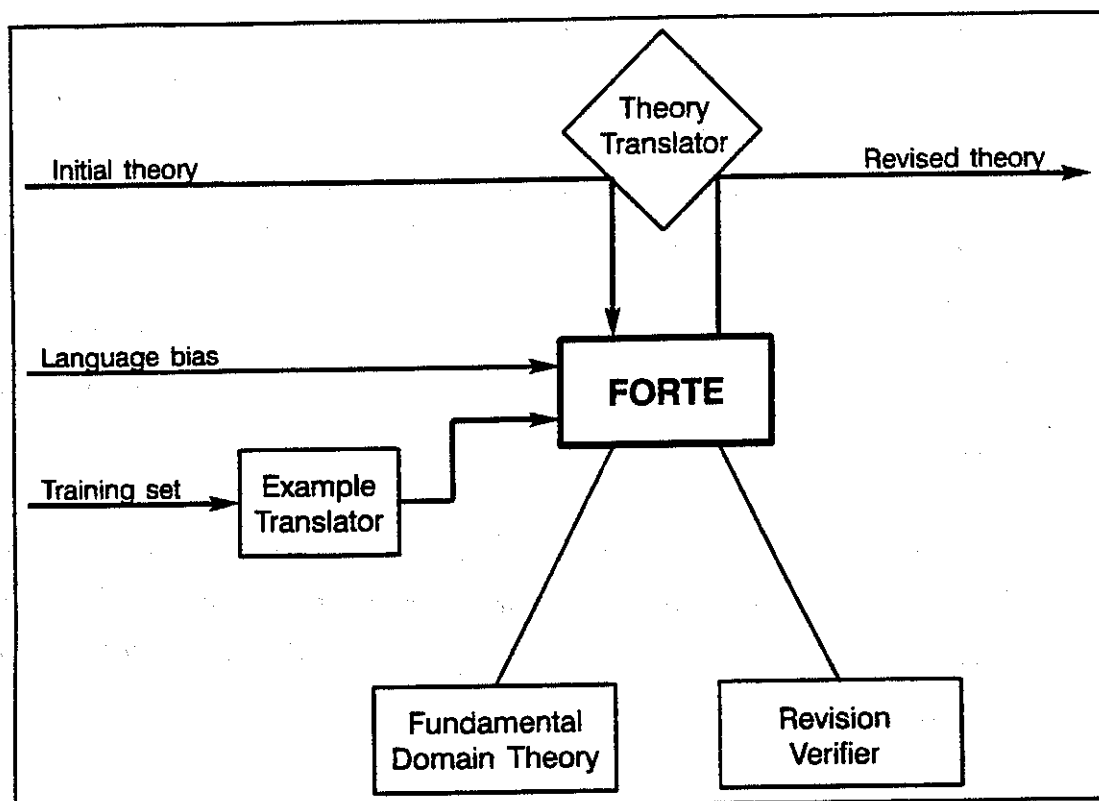 Theory
Translator
Initial theory
Revised theory
Language bias
FORTE
Training set
Example
Translator
Fundamental
Domain Theory
Revision
Verifier